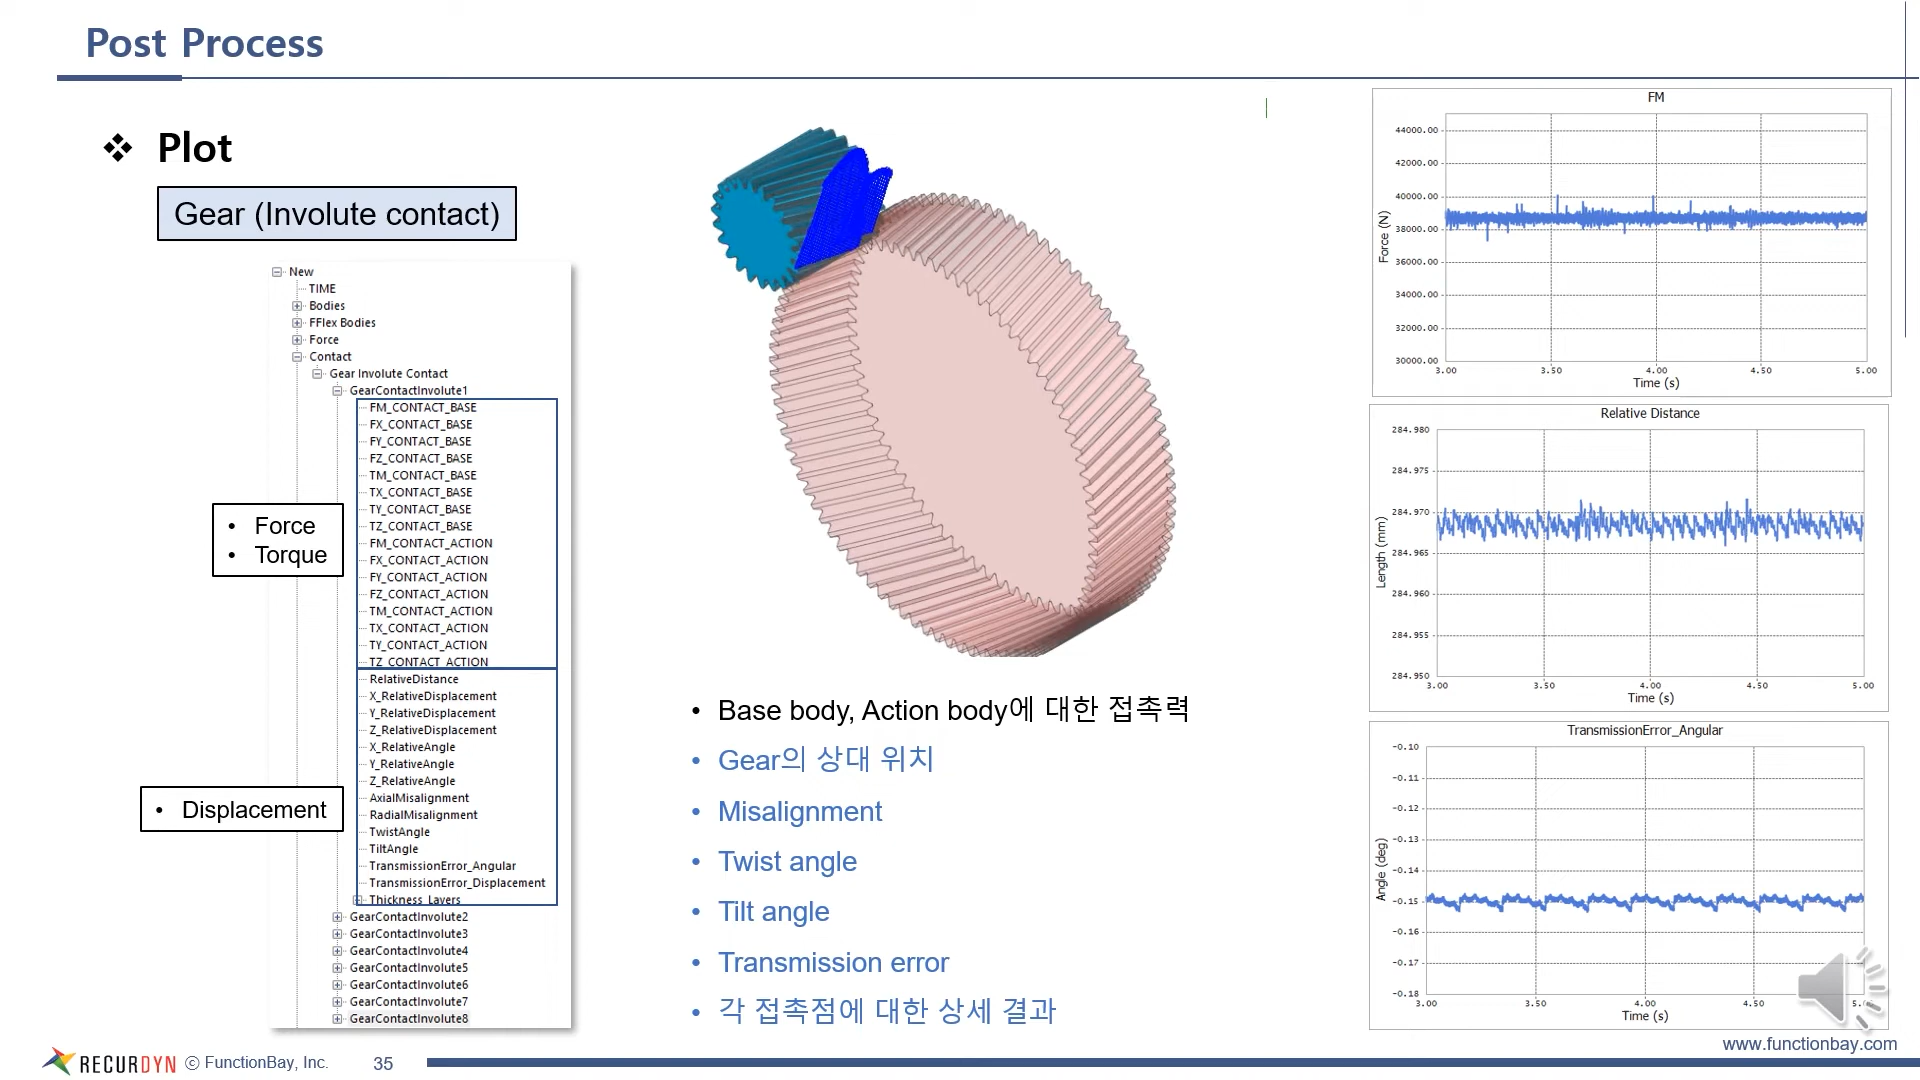 Post Process
Plot
Gear (Involute contact)
New
TIME
Bodies
FFlex Bodies
Force
Contact
Gear Involute Contact
GearContactInvolute1
FM_CONTACT_BASE
FX_CONTACT_BASE
FY_CONTACT_BASE
FZ_CONTACT_BASE
TM_CONTACT_BASE
TX_CONTACT_BASE
TY_CONTACT_BASE
TZ_CONTACT_BASE
FM_CONTACT_ACTION
FX_CONTACT_ACTION
FY_CONTACT_ACTION
FZ_CONTACT_ACTION
TM_CONTACT_ACTION
TX_CONTACT_ACTION
TY_CONTACT_ACTION
TZ_CONTACT_ACTION
RelativeDistance
X_RelativeDisplacement
Y_RelativeDisplacement
Z_RelativeDisplacement
X_RelativeAngle
Y_RelativeAngle
Z_RelativeAngle
AxialMisalignment
RadialMisalignment
TwistAngle
TiltAngle
TransmissionError_Angular
TransmissionError_Displacement
Thickness_Layers
GearContactInvolute2
GearContactInvolute3
GearContactInvolute4
GearContactInvolute5
GearContactInvolute6
GearContactInvolute7
GearContactInvolute8
• Force
• Torque
• Displacement
• Base body, Action body에 대한 접촉력
• Gear의 상대 위치
• Misalignment
• Twist angle
• Tilt angle
• Transmission error
• 각 접촉점에 대한 상세 결과
FM
44000.00
42000.00
40000.00
38000.00
36000.00
34000.00
32000.00
30000.00
Force (N)
3.00 3.50 4.00 4.50 5.00
Time (s)
Relative Distance
284.980
284.975
284.970
284.965
284.960
284.955
284.950
Length (mm)
3.00 3.50 4.00 4.50 5.00
Time (s)
TransmissionError_Angular
-0.10
-0.11
-0.12
-0.13
-0.14
-0.15
-0.16
-0.17
-0.18
Angle (deg)
3.00 3.50 4.00 4.50
Time (s)
www.functionbay.com
RECURDYN © FunctionBay, Inc. 35